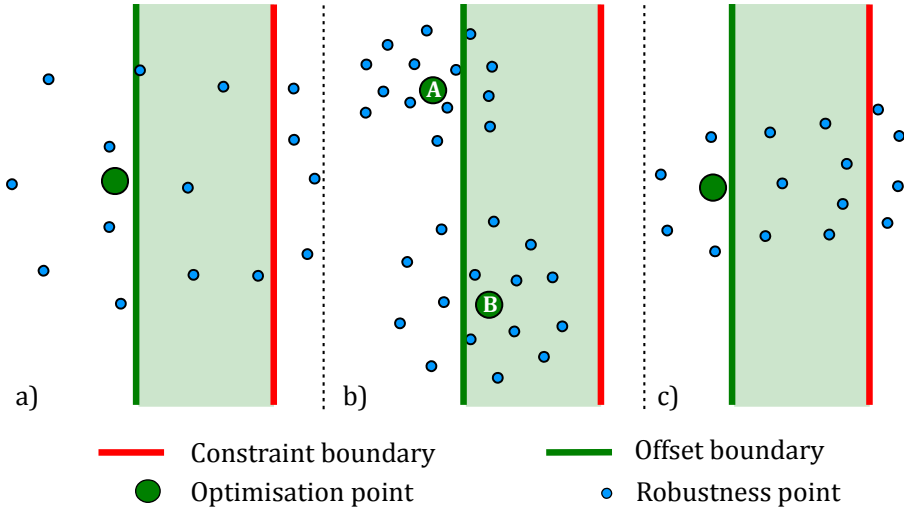 A
B
a)
b)
c)
Constraint boundary
Offset boundary
Optimisation point
Robustness point